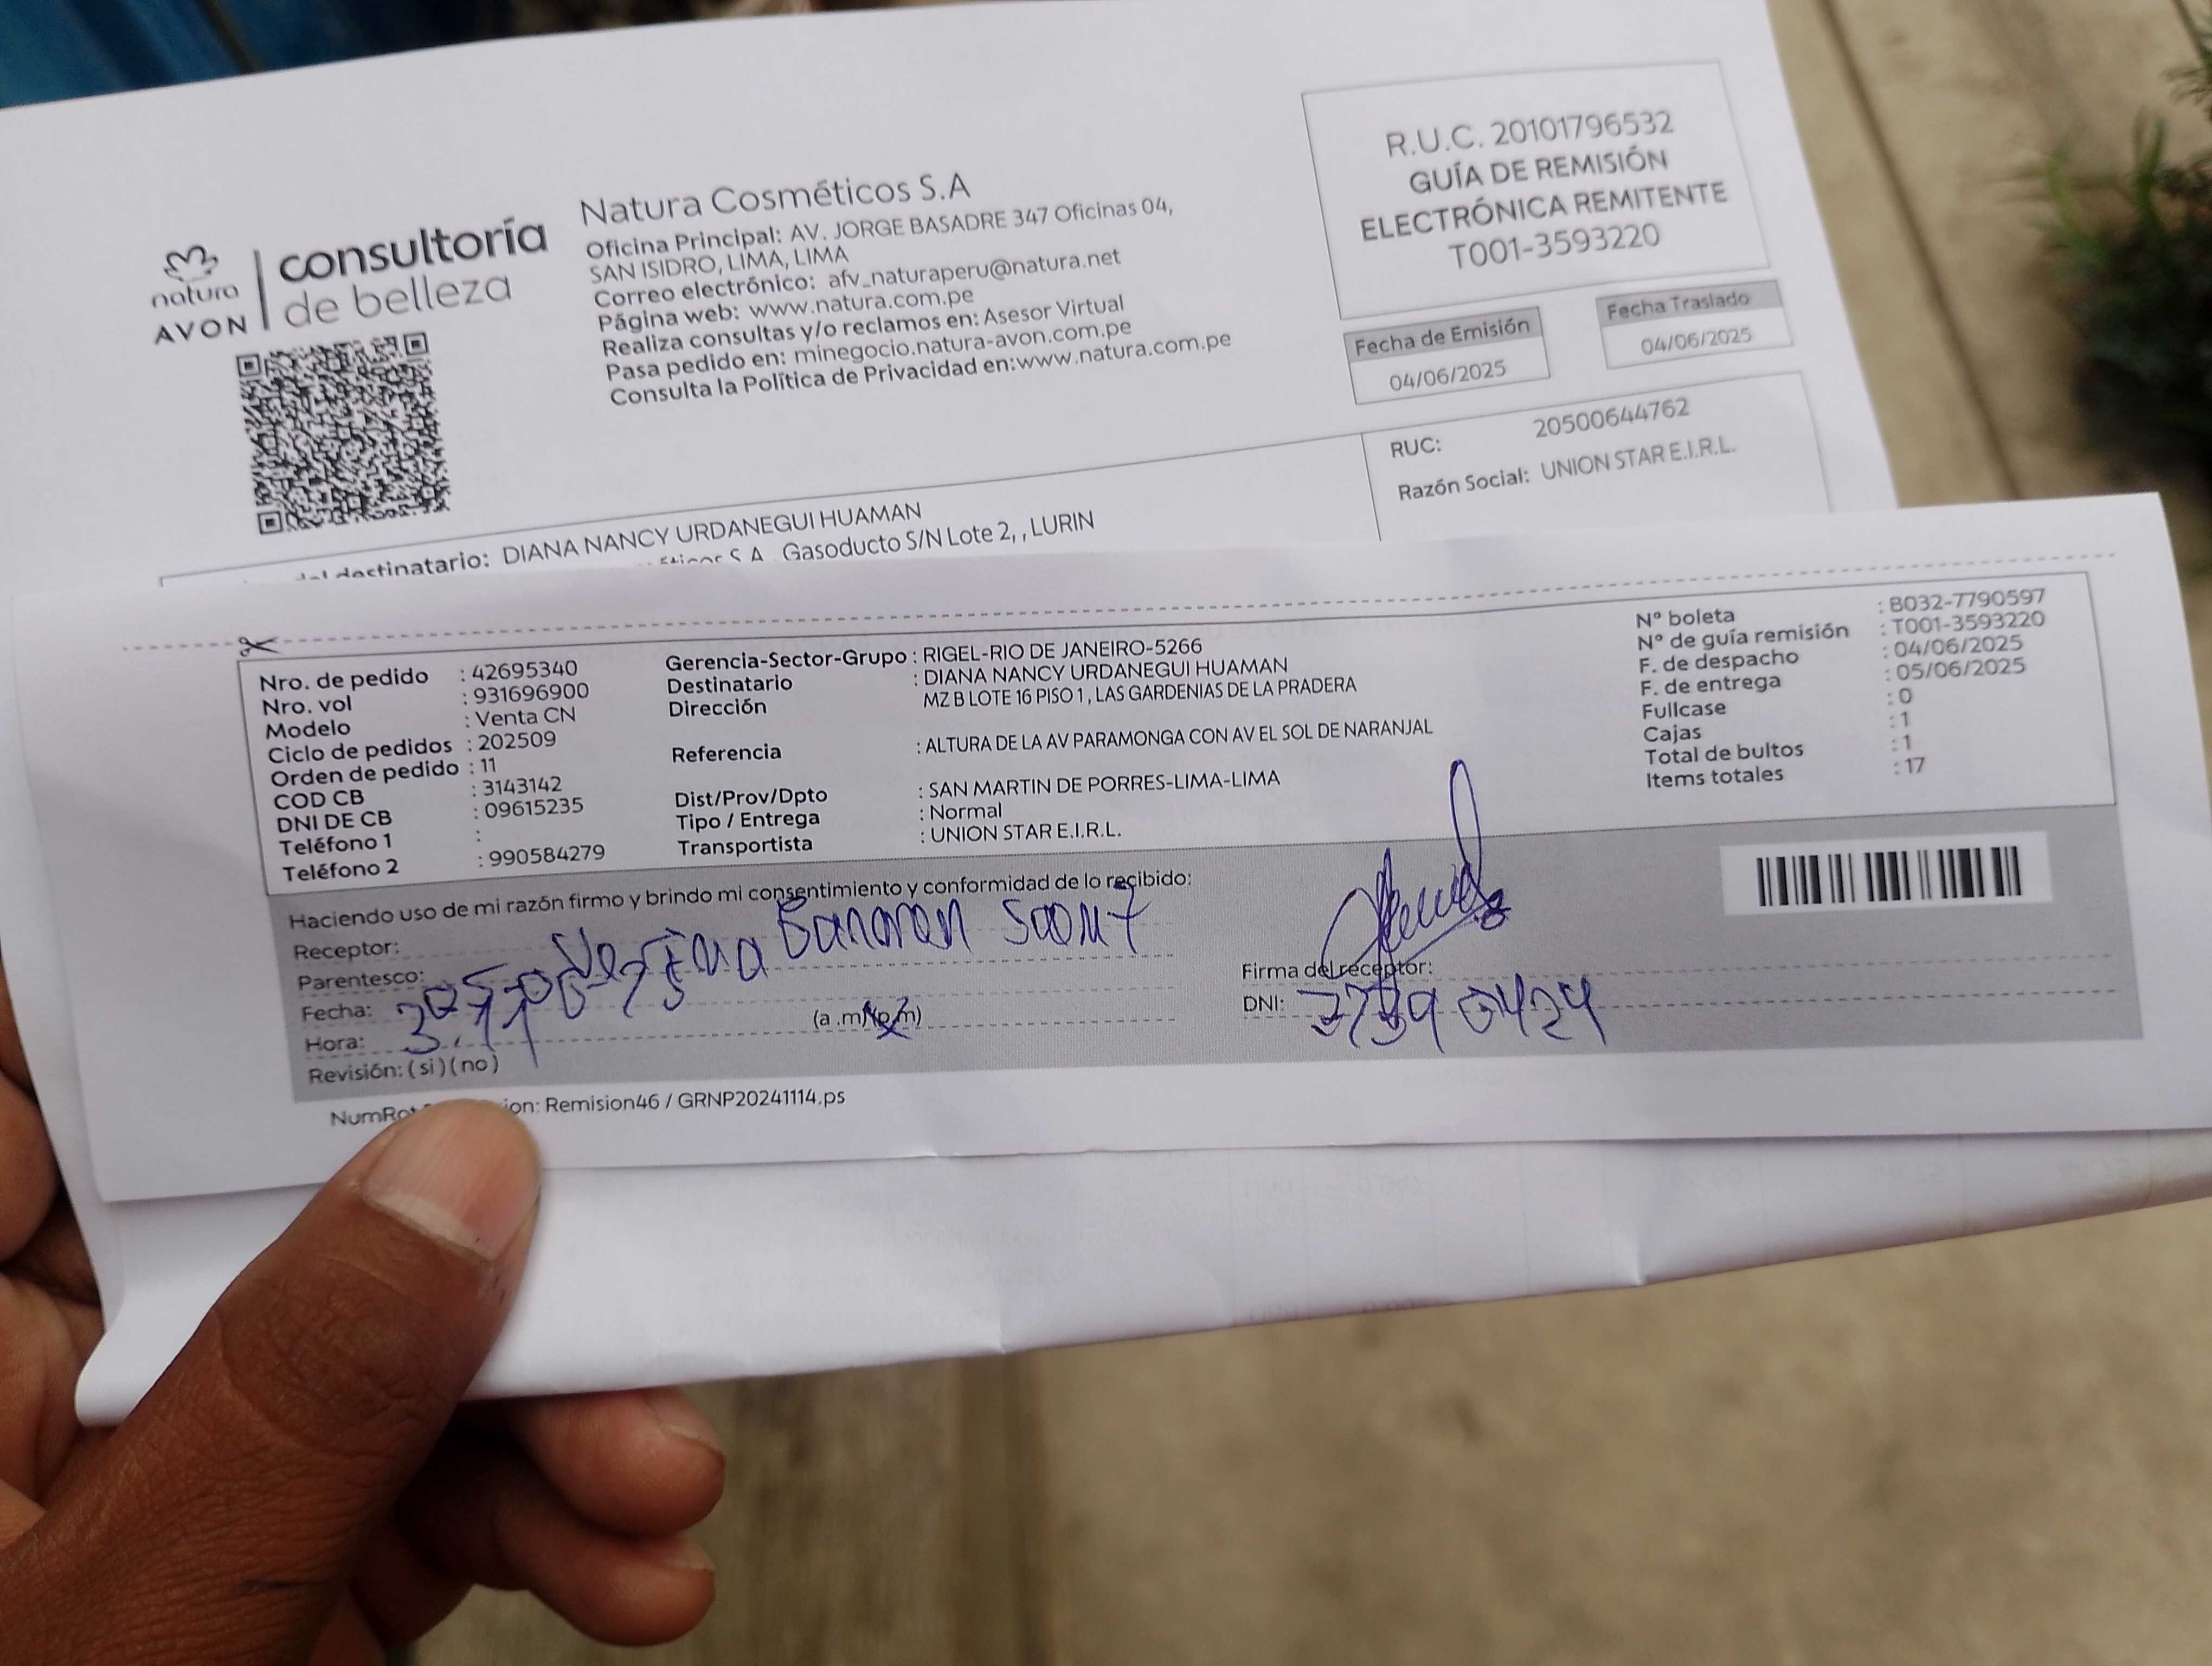 natura
AVON
consultoría
de belleza
Natura Cosméticos S.A
Oficina Principal: AV. JORGE BASADRE 347 Oficinas 04,
SAN ISIDRO, LIMA, LIMA
Correo electrónico: afv_naturaperu@natura.net
Página web: www.natura.com.pe
Realiza consultas y/o reclamos en: Asesor Virtual
Pasa pedido en: minegocio.natura-avon.com.pe
Consulta la Política de Privacidad en:www.natura.com.pe
R.U.C. 20101796532
GUÍA DE REMISIÓN
ELECTRÓNICA REMITENTE
T001-3593220
Fecha de Emisión
04/06/2025
Fecha Traslado
04/06/2025
RUC: 20500644762
Razón Social: UNION STAR E.I.R.L.
destinatario: DIANA NANCY URDANEGUI HUAMAN
S.A. Gasoducto S/N Lote 2, , LURIN
Nro. de pedido : 42695340
Nro. vol : 931696900
Modelo : Venta CN
Ciclo de pedidos : 202509
Orden de pedido : 11
COD CB : 3143142
DNI DE CB : 09615235
Teléfono 1 :
Teléfono 2 : 990584279
Gerencia-Sector-Grupo : RIGEL-RIO DE JANEIRO-5266
Destinatario : DIANA NANCY URDANEGUI HUAMAN
Dirección MZ B LOTE 16 PISO 1 , LAS GARDENIAS DE LA PRADERA
Referencia : ALTURA DE LA AV PARAMONGA CON AV EL SOL DE NARANJAL
Dist/Prov/Dpto : SAN MARTIN DE PORRES-LIMA-LIMA
Tipo / Entrega : Normal
Transportista : UNION STAR E.I.R.L.
N° boleta : B032-7790597
N° de guía remisión : T001-3593220
F. de despacho : 04/06/2025
F. de entrega : 05/06/2025
Fullcase : 0
Cajas : 1
Total de bultos : 1
Items totales : 17
Haciendo uso de mi razón firmo y brindo mi consentimiento y conformidad de lo recibido:
Receptor:
Parentesco:
Fecha:
Hora: (a .m)(p.m)
Revisión: (si)(no)
Firma del receptor:
DNI:
Remision46 / GRNP20241114.ps